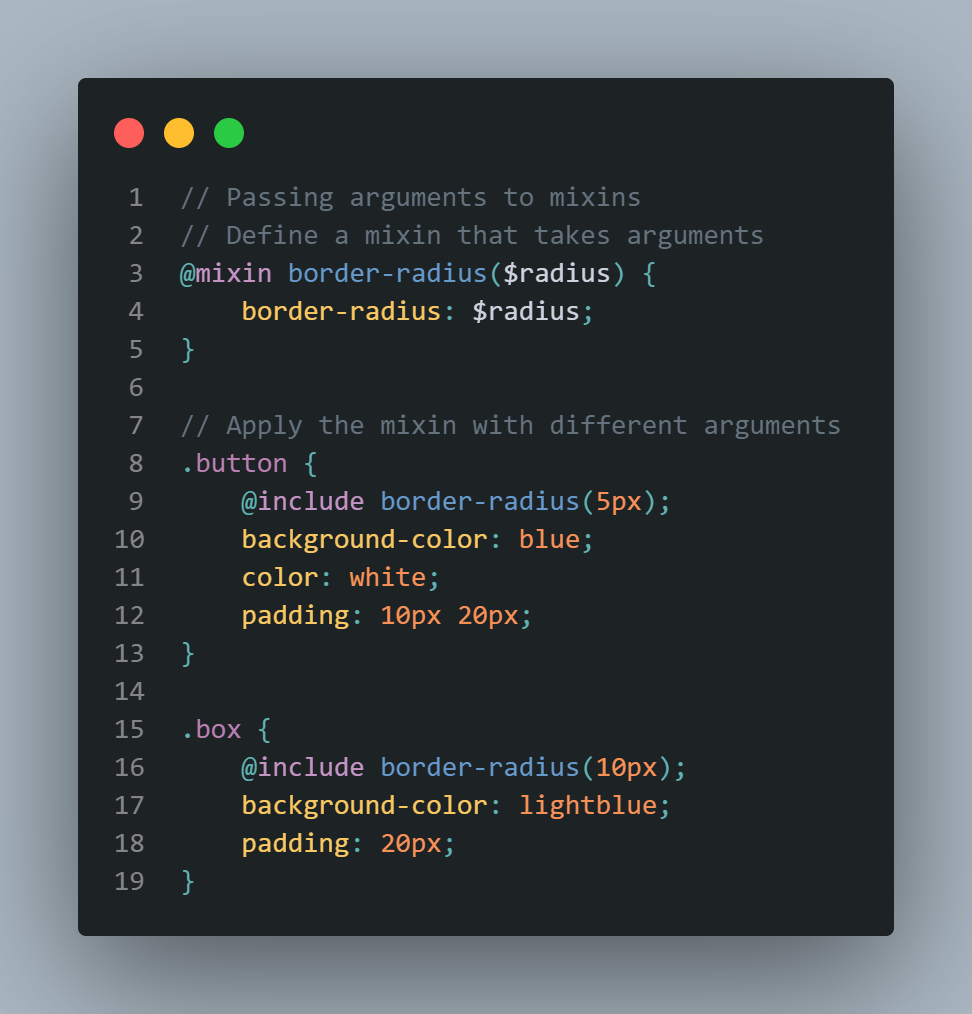 1 // Passing arguments to mixins
2 // Define a mixin that takes arguments
3 @mixin border-radius($radius) {
4     border-radius: $radius;
5 }
6
7 // Apply the mixin with different arguments
8 .button {
9     @include border-radius(5px);
10     background-color: blue;
11     color: white;
12     padding: 10px 20px;
13 }
14
15 .box {
16     @include border-radius(10px);
17     background-color: lightblue;
18     padding: 20px;
19 }